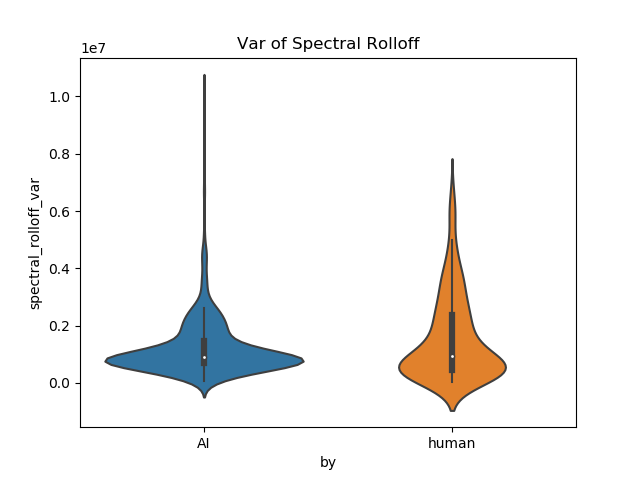 Var of Spectral Rolloff
1e7
1.0
0.8
0.6
0.4
0.2
0.0
spectral_rolloff_var
AI
human
by